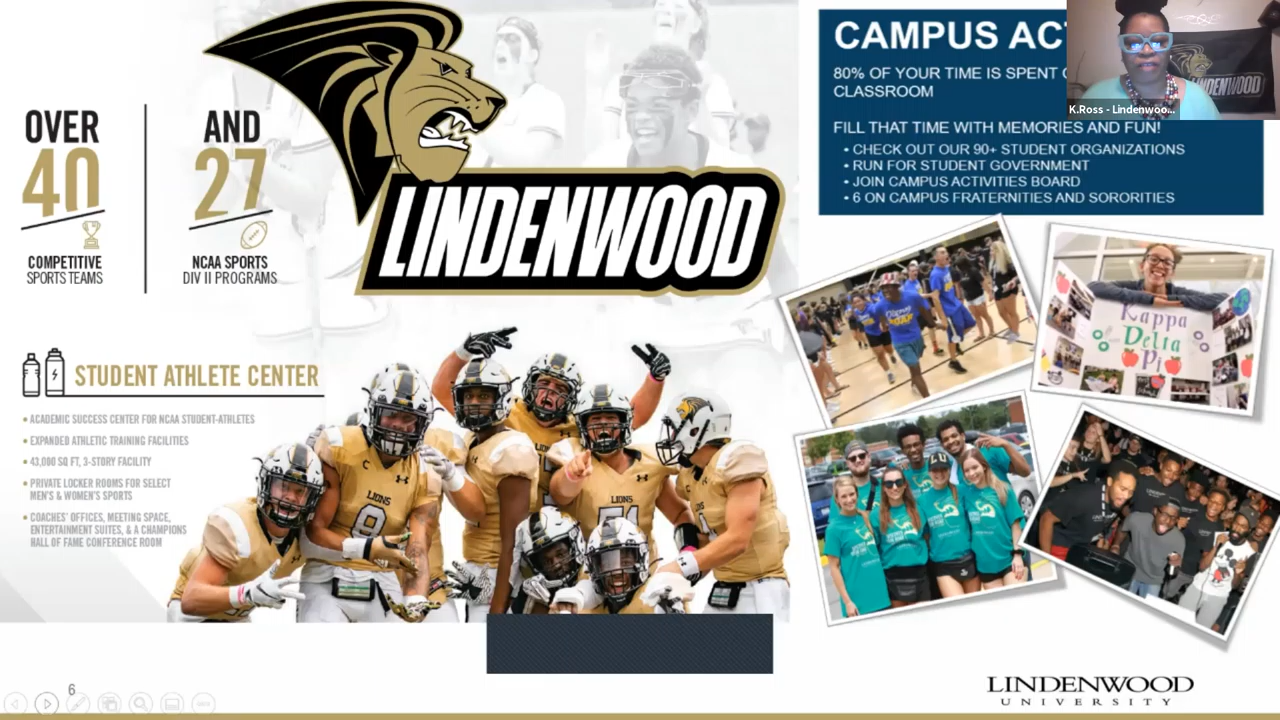 OVER
40
COMPETITIVE
SPORTS TEAMS
AND
27
NCAA SPORTS
DIV II PROGRAMS
LINDENWOOD
STUDENT ATHLETE CENTER
• ACADEMIC SUCCESS CENTER FOR NCAA STUDENT-ATHLETES
• EXPANDED ATHLETIC TRAINING FACILITIES
• 43,000 SQ FT, 3-STORY FACILITY
• PRIVATE LOCKER ROOMS FOR SELECT
MEN'S & WOMEN'S SPORTS
• COACHES' OFFICES, MEETING SPACE,
ENTERTAINMENT SUITES, & A CHAMPIONS
HALL OF FAME CONFERENCE ROOM
LIONS
8
LIONS
CAMPUS AC
80% OF YOUR TIME IS SPENT
CLASSROOM
FILL THAT TIME WITH MEMORIES AND FUN!
• CHECK OUT OUR 90+ STUDENT ORGANIZATIONS
• RUN FOR STUDENT GOVERNMENT
• JOIN CAMPUS ACTIVITIES BOARD
• 6 ON CAMPUS FRATERNITIES AND SORORITIES
K.Ross - Lindenwoo...
LINDENWOOD
Kappa
Delta
Pi
LU
6
LINDENWOOD
UNIVERSITY